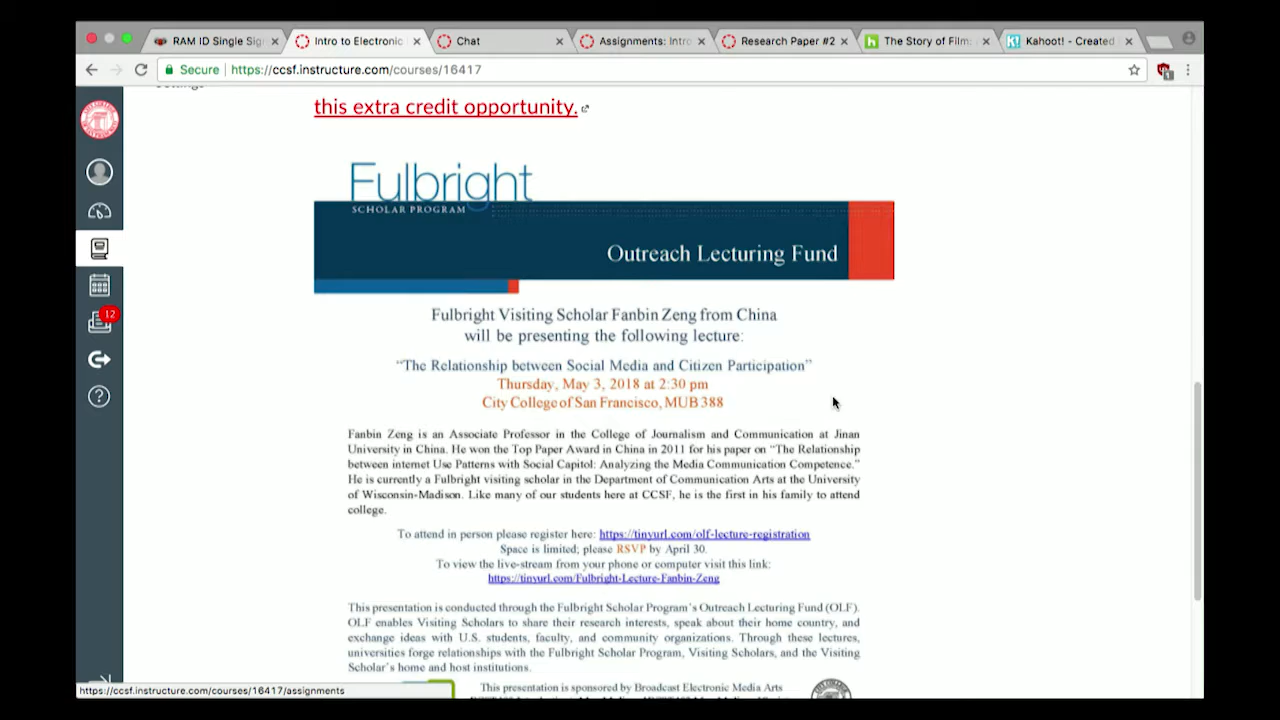 RAM ID Single Sig
Intro to Electronic
Chat
Assignments: Intro
Research Paper #2
The Story of Film:
Kahoot! - Created
Secure
https://ccsf.instructure.com/courses/16417
this extra credit opportunity.
12
Fulbright
SCHOLAR PROGRAM
Outreach Lecturing Fund
Fulbright Visiting Scholar Fanbin Zeng from China
will be presenting the following lecture:
“The Relationship between Social Media and Citizen Participation”
Thursday, May 3, 2018 at 2:30 pm
City College of San Francisco, MUB 388
Fanbin Zeng is an Associate Professor in the College of Journalism and Communication at Jinan
University in China. He won the Top Paper Award in China in 2011 for his paper on “The Relationship
between internet Use Patterns with Social Capitol: Analyzing the Media Communication Competence.”
He is currently a Fulbright visiting scholar in the Department of Communication Arts at the University
of Wisconsin-Madison. Like many of our students here at CCSF, he is the first in his family to attend
college.
To attend in person please register here: https://tinyurl.com/olf-lecture-registration
Space is limited; please RSVP by April 30.
To view the live-stream from your phone or computer visit this link:
https://tinyurl.com/Fulbright-Lecture-Fanbin-Zeng
This presentation is conducted through the Fulbright Scholar Program's Outreach Lecturing Fund (OLF).
OLF enables Visiting Scholars to share their research interests, speak about their home country, and
exchange ideas with U.S. students, faculty, and community organizations. Through these lectures,
universities forge relationships with the Fulbright Scholar Program, Visiting Scholars, and the Visiting
Scholar's home and host institutions.
This presentation is sponsored by Broadcast Electronic Media Arts
https://ccsf.instructure.com/courses/16417/assignments